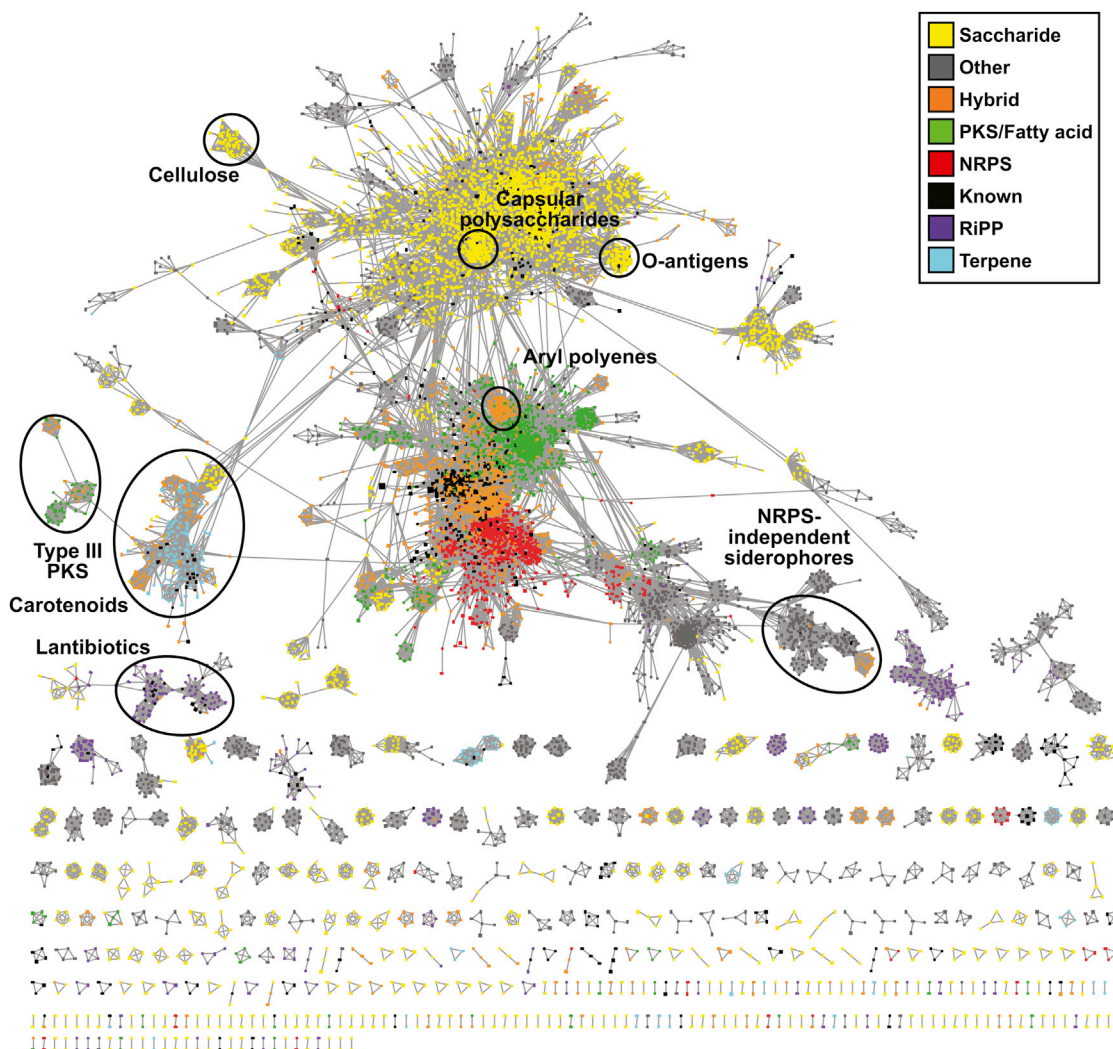 Saccharide
Other
Hybrid
PKS/Fatty acid
NRPS
Known
RiPP
Terpene
Cellulose
Capsular
polysaccharides
O-antigens
Aryl polyenes
Type III
PKS
Carotenoids
NRPS-
independent
siderophores
Lantibiotics